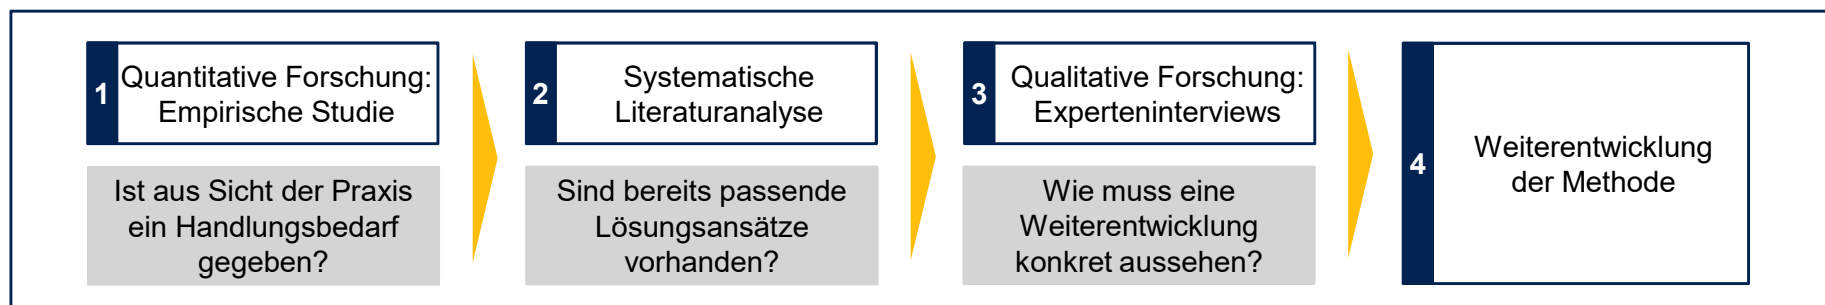 1
Quantitative Forschung:
Empirische Studie
Ist aus Sicht der Praxis
ein Handlungsbedarf
gegeben?
2
Systematische
Literaturanalyse
Sind bereits passende
Lösungsansätze
vorhanden?
3
Qualitative Forschung:
Experteninterviews
Wie muss eine
Weiterentwicklung
konkret aussehen?
4
Weiterentwicklung
der Methode